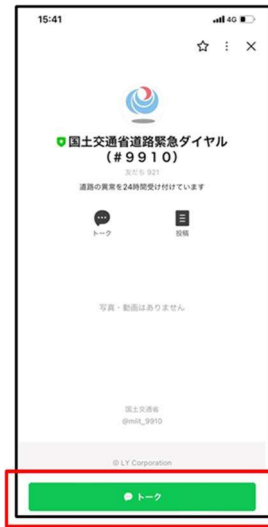 15:41
4G
国土交通省道路緊急ダイヤル
(#9910)
友だち 921
道路の異常を24時間受け付けています
トーク
投稿
写真・動画はありません
国土交通省
@mlit_9910
© LY Corporation
トーク